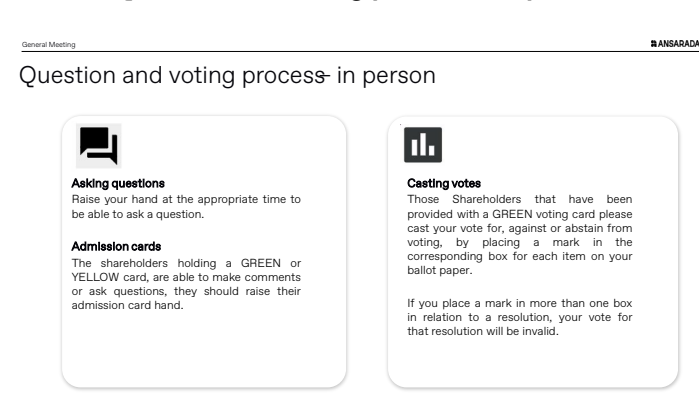 General Meeting
ANSARADA
Question and voting process– in person
Asking questions
Raise your hand at the appropriate time to
be able to ask a question.
Admission cards
The shareholders holding a GREEN or
YELLOW card, are able to make comments
or ask questions, they should raise their
admission card hand.
Casting votes
Those Shareholders that have been
provided with a GREEN voting card please
cast your vote for, against or abstain from
voting, by placing a mark in the
corresponding box for each item on your
ballot paper.
If you place a mark in more than one box
in relation to a resolution, your vote for
that resolution will be invalid.